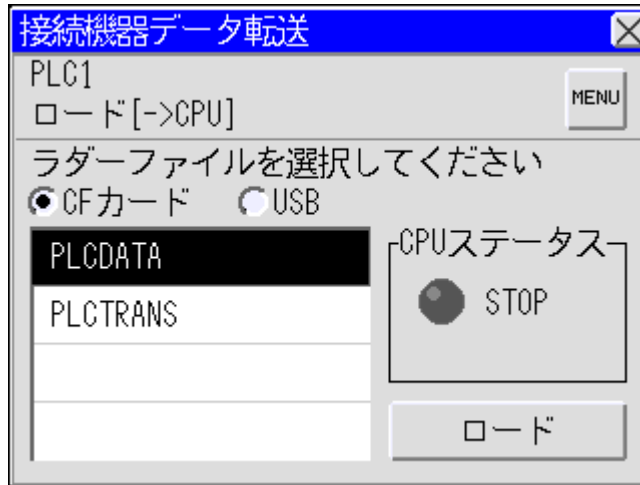 接続機器データ転送
PLC1
ロード[->CPU]
MENU
ラダーファイルを選択してください
CFカード USB
PLCDATA
PLCTRANS
CPUステータス
STOP
ロード